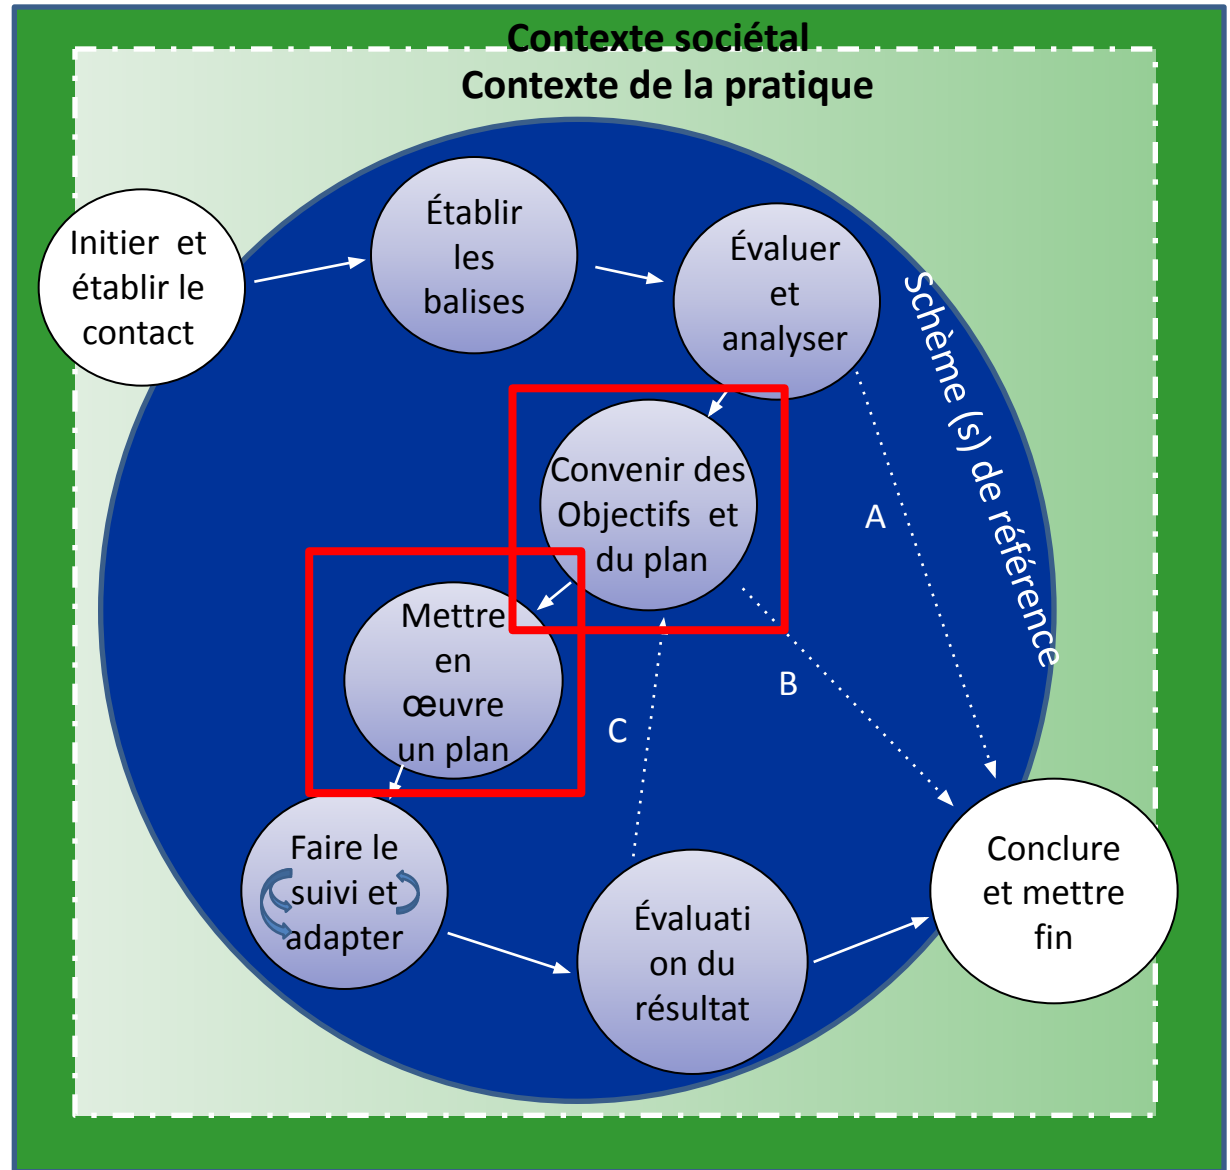 Contexte sociétal
Contexte de la pratique
Initier et
établir le
contact
Établir
les
balises
Évaluer
et
analyser
Schème (s) de référence
Convenir des
Objectifs et
du plan
A
Mettre
en
œuvre
un plan
B
C
Faire le
suivi et
adapter
Évaluati
on du
résultat
Conclure
et mettre
fin